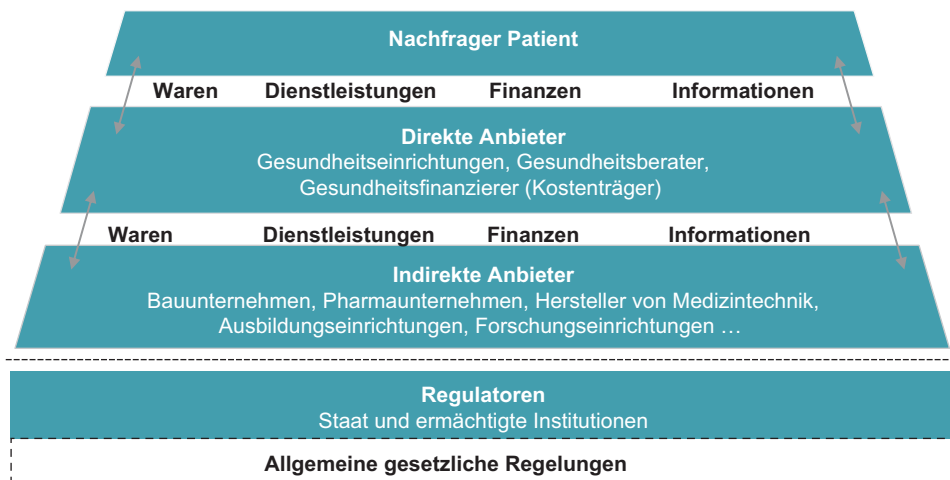 Nachfrager Patient
Waren Dienstleistungen Finanzen Informationen
Direkte Anbieter
Gesundheitseinrichtungen, Gesundheitsberater,
Gesundheitsfinanzierer (Kostenträger)
Waren Dienstleistungen Finanzen Informationen
Indirekte Anbieter
Bauunternehmen, Pharmaunternehmen, Hersteller von Medizintechnik,
Ausbildungseinrichtungen, Forschungseinrichtungen …
Regulatoren
Staat und ermächtigte Institutionen
Allgemeine gesetzliche Regelungen